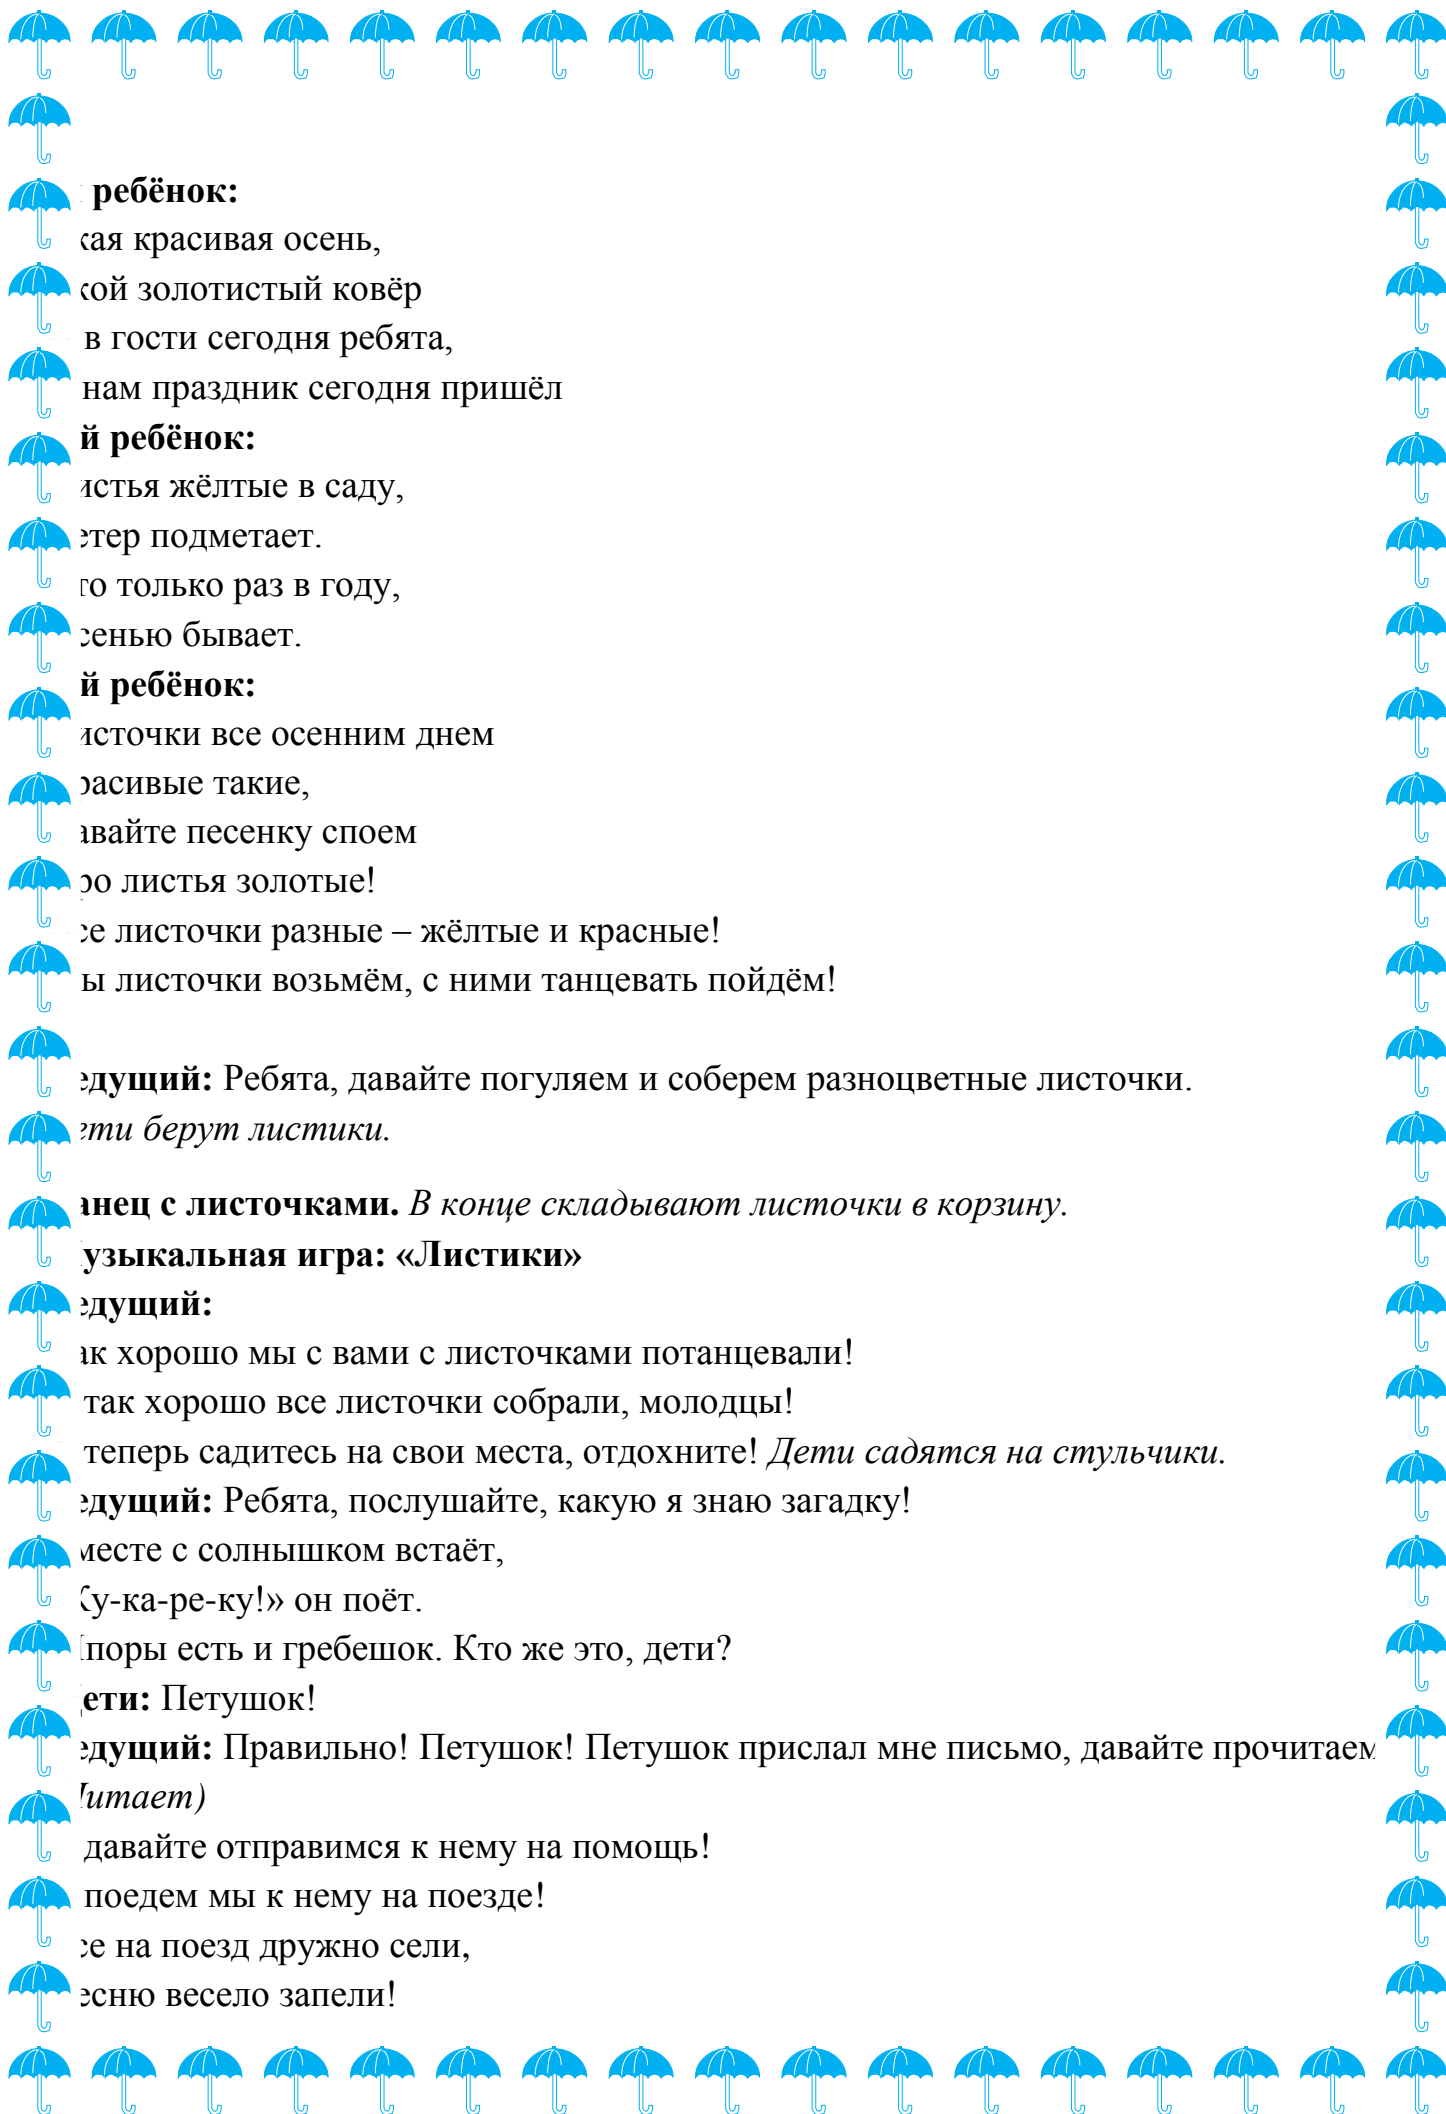 ребёнок:
кая красивая осень,
кой золотистый ковёр
в гости сегодня ребята,
нам праздник сегодня пришёл
й ребёнок:
истья жёлтые в саду,
етер подметает.
то только раз в году,
сенью бывает.
й ребёнок:
источки все осенним днем
расивые такие,
авайте песенку споем
ро листья золотые!
се листочки разные – жёлтые и красные!
ы листочки возьмём, с ними танцевать пойдём!
едущий: Ребята, давайте погуляем и соберем разноцветные листочки.
ети берут листики.
анец с листочками. В конце складывают листочки в корзину.
узыкальная игра: «Листики»
едущий:
ак хорошо мы с вами с листочками потанцевали!
так хорошо все листочки собрали, молодцы!
теперь садитесь на свои места, отдохните! Дети садятся на стульчики.
едущий: Ребята, послушайте, какую я знаю загадку!
месте с солнышком встаёт,
Ку-ка-ре-ку!» он поёт.
поры есть и гребешок. Кто же это, дети?
ети: Петушок!
едущий: Правильно! Петушок! Петушок прислал мне письмо, давайте прочитаем
итает)
давайте отправимся к нему на помощь!
поедем мы к нему на поезде!
се на поезд дружно сели,
есню весело запели!